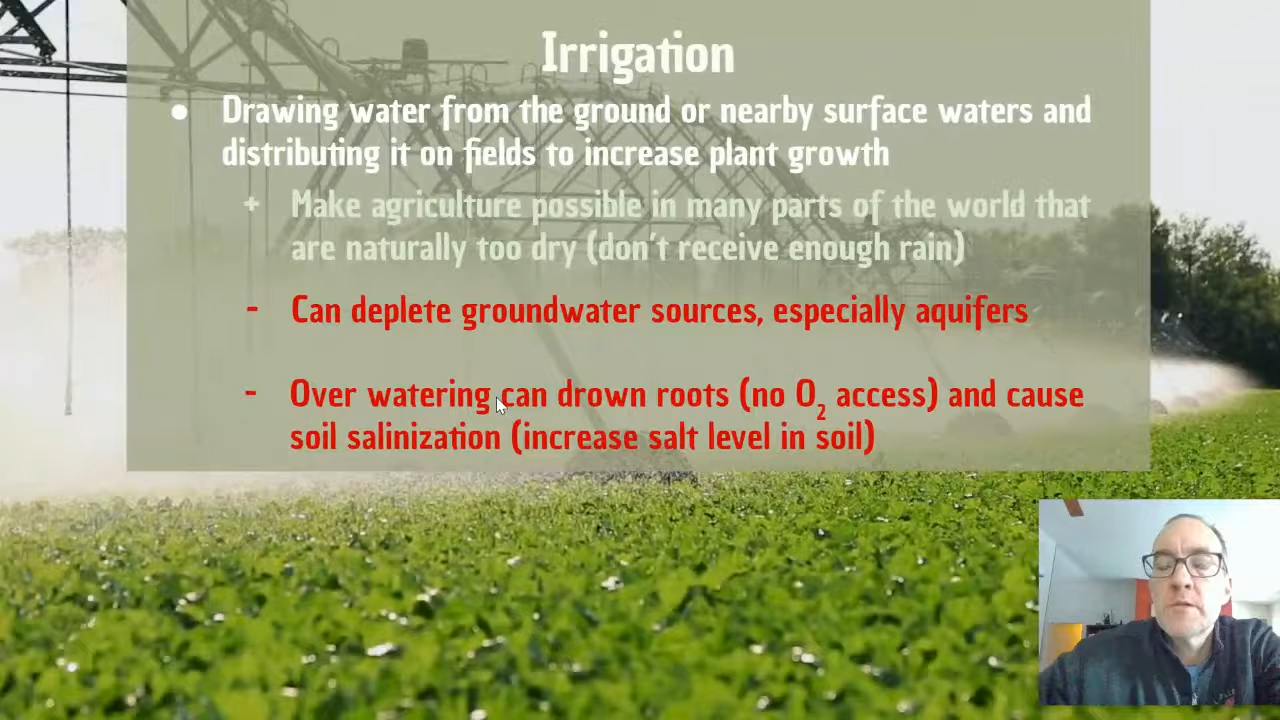 Irrigation
● Drawing water from the ground or nearby surface waters and
distributing it on fields to increase plant growth
+ Make agriculture possible in many parts of the world that
are naturally too dry (don't receive enough rain)
- Can deplete groundwater sources, especially aquifers
- Over watering can drown roots (no O₂ access) and cause
soil salinization (increase salt level in soil)